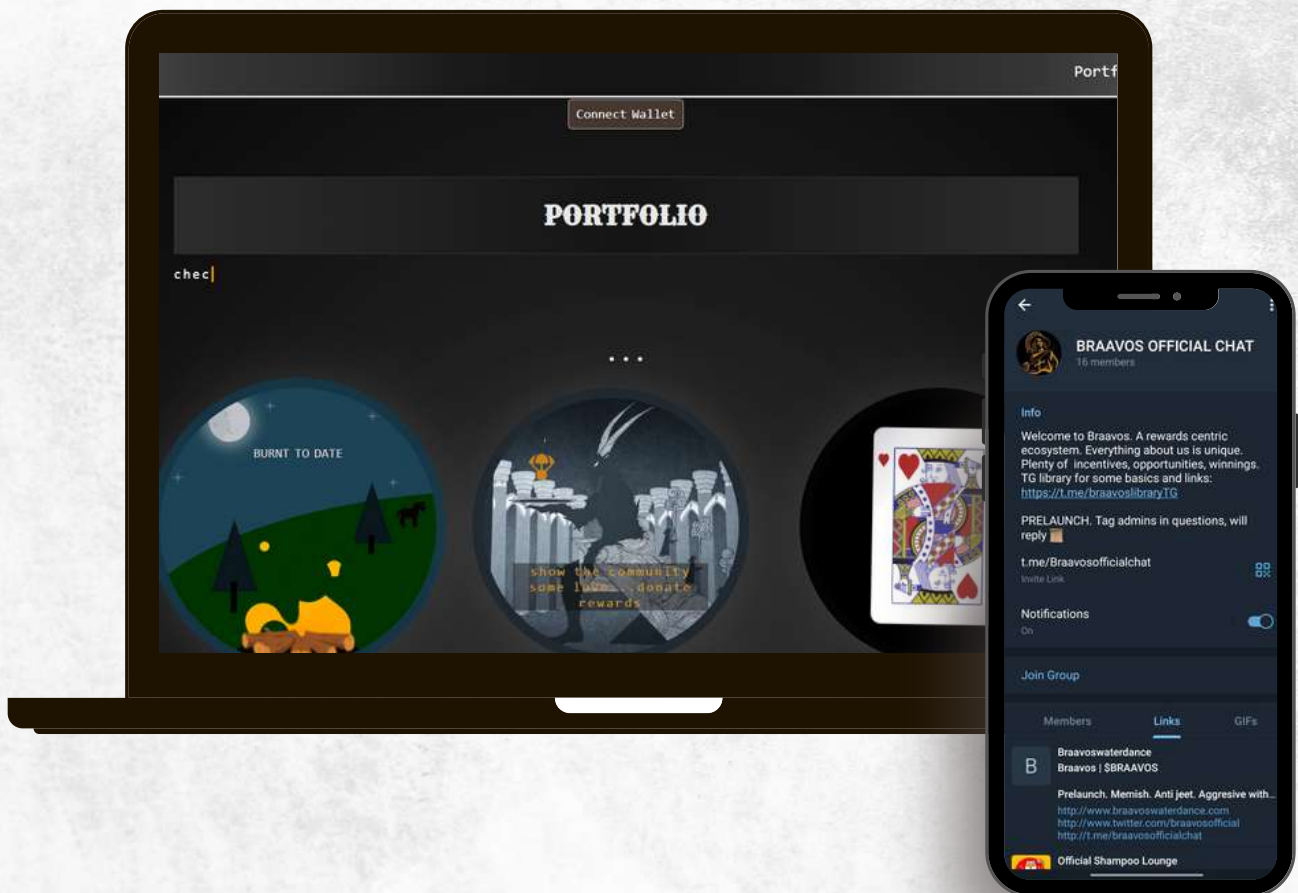 Portf
Connect Wallet
PORTFOLIO
chec
...
BURNT TO DATE
show the community
some love...donate
rewards
BRAAVOS OFFICIAL CHAT
16 members
Info
Welcome to Braavos. A rewards centric
ecosystem. Everything about us is unique.
Plenty of incentives, opportunities, winnings.
TG library for some basics and links:
https://t.me/braavoslibraryTG
PRELAUNCH. Tag admins in questions, will
reply
t.me/Braavosofficialchat
Invite Link
Notifications
On
Join Group
Members Links GIFs
B
Braavoswaterdance
Braavos | $BRAAVOS
Prelaunch. Memish. Anti jeet. Aggresive with...
http://www.braavoswaterdance.com
http://www.twitter.com/braavosofficial
http://t.me/braavosofficialchat
Official Shampoo Lounge